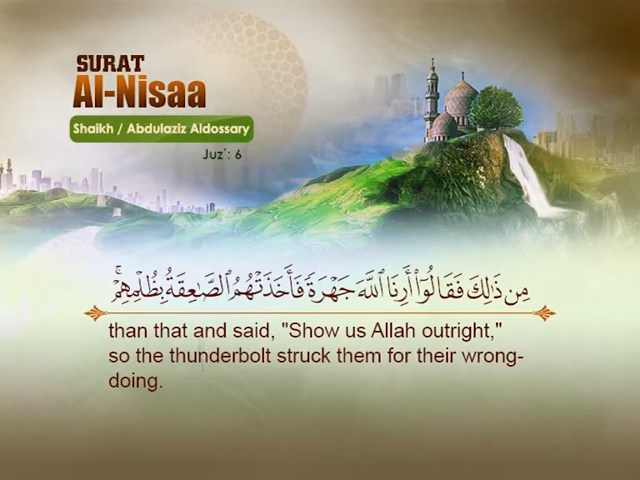 SURAT
Al-Nisaa
Shaikh / Abdulaziz Aldossary
Juz': 6
مِن ذَٰلِكَ فَقَالُوٓا۟ أَرِنَا ٱللَّهَ جَهْرَةً فَأَخَذَتْهُمُ ٱلصَّـٰعِقَةُ بِظُلْمِهِمْ ۚ
than that and said, "Show us Allah outright,"
so the thunderbolt struck them for their wrong-
doing.